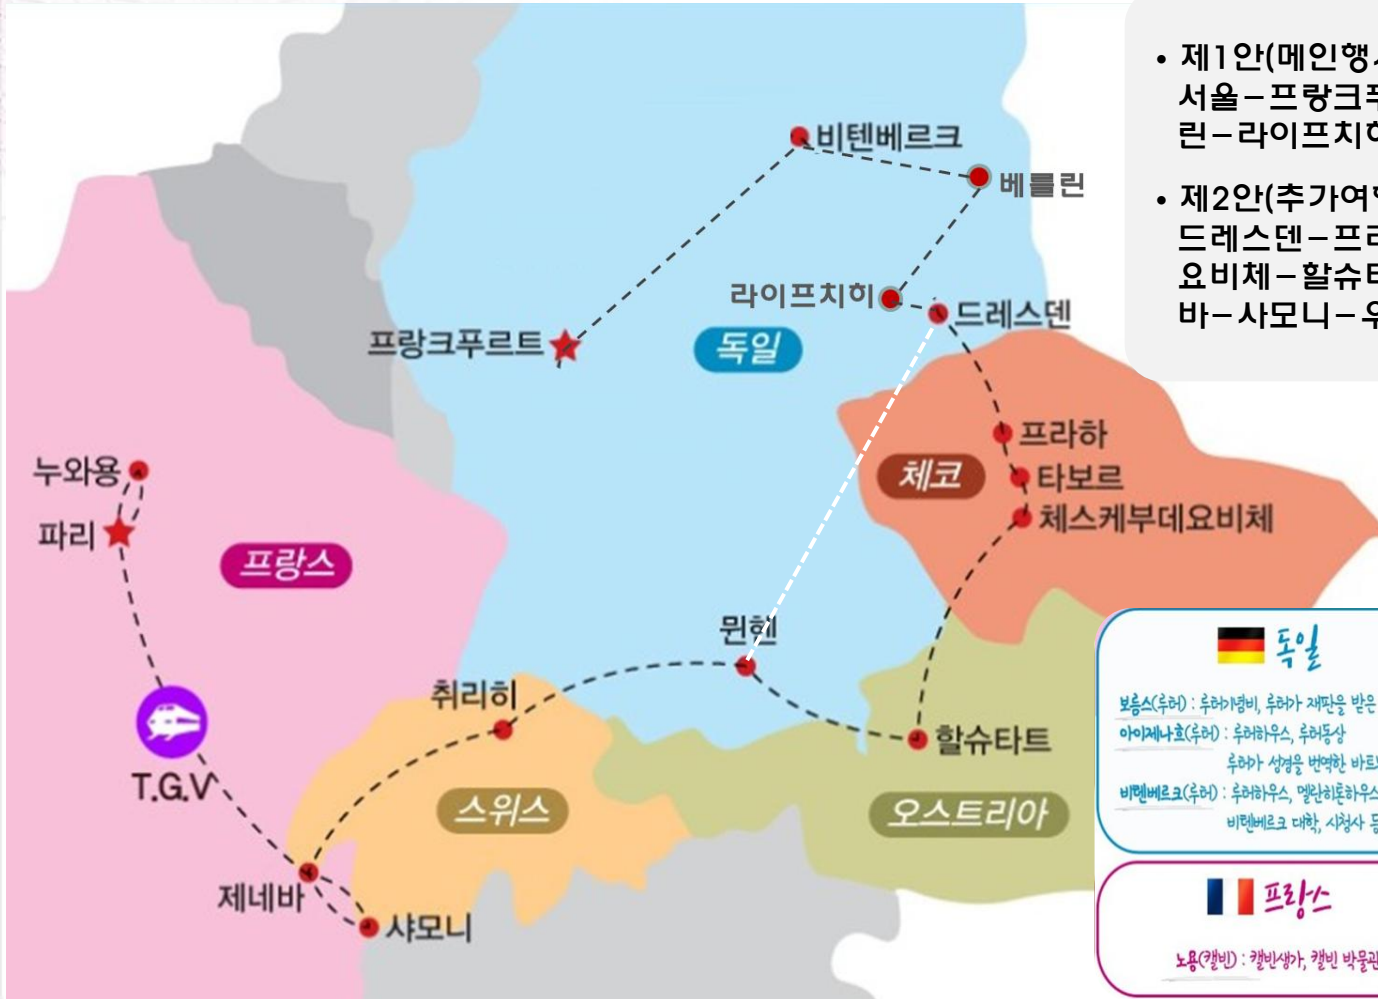 비텐베르크
베를린
라이프치히
드레스덴
프랑크푸르트
독일
프라하
체코
타보르
체스케부데요비체
누와용
파리
프랑스
뮌헨
취리히
할슈타트
T.G.V
스위스
오스트리아
제네바
샤모니
• 제1안(메인행
서울-프랑크
린-라이프치
• 제2안(추가여
드레스덴-프
요비체-할슈
바-사모니-
독일
보름스(루터) : 루터기념비, 루터가 재판을 받은
아이제나흐(루터) : 루터하우스, 루터동상
루터가 성경을 번역한
비텐베르크(루터) : 루터하우스, 멜란히톤하우스
비텐베르크 대학, 시청사
프랑스
노용(캘빈) : 캘빈생가, 캘빈 박물관